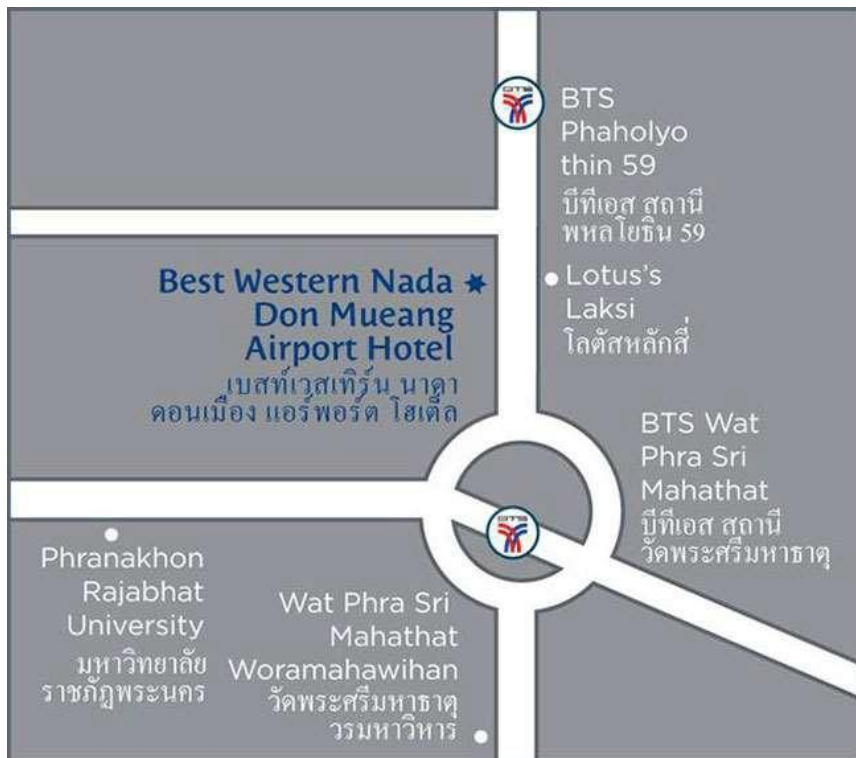 BTS
BTS
Phaholyo
thin 59
บีทีเอส สถานี
พหลโยธิน 59
Best Western Nada
Don Mueang
Airport Hotel
เบสท์เวสเทิร์น นาดา
ดอนเมือง แอร์พอร์ต โฮเต็ล
Lotus's
Laksi
โลตัสหลักสี่
BTS Wat
Phra Sri
Mahathat
บีทีเอส สถานี
วัดพระศรีมหาธาตุ
BTS
Phranakhon
Rajabhat
University
มหาวิทยาลัย
ราชภัฏพระนคร
Wat Phra Sri
Mahathat
Woramahawihan
วัดพระศรีมหาธาตุ
วรมหาวิหาร